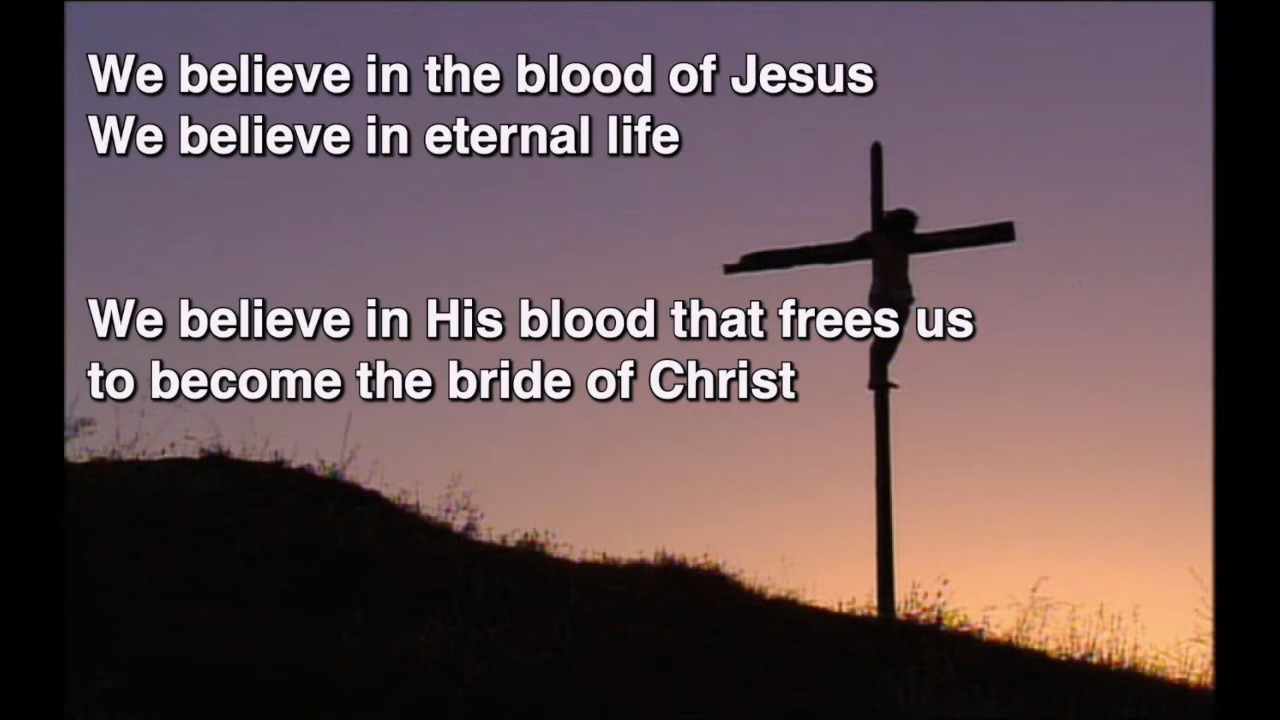 We believe in the blood of Jesus
We believe in eternal life
We believe in His blood that frees us
to become the bride of Christ